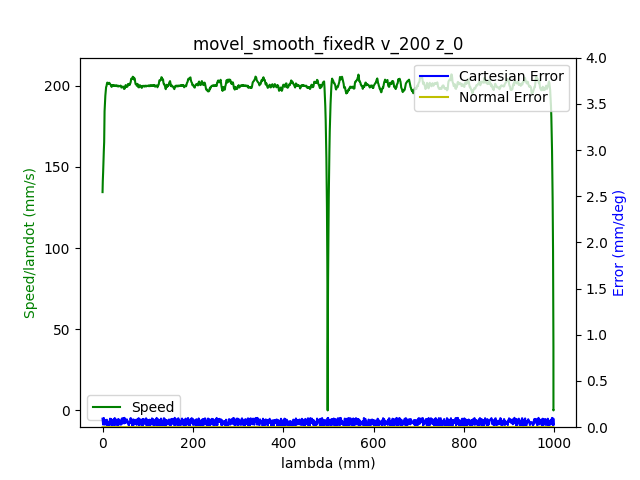 movel_smooth_fixedR v_200 z_0
Cartesian Error
Normal Error
Speed
Speed/lamdot (mm/s)
200
150
100
50
0
4.0
3.5
3.0
2.5
2.0
1.5
1.0
0.5
0.0
Error (mm/deg)
0
200
400
600
800
1000
lambda (mm)